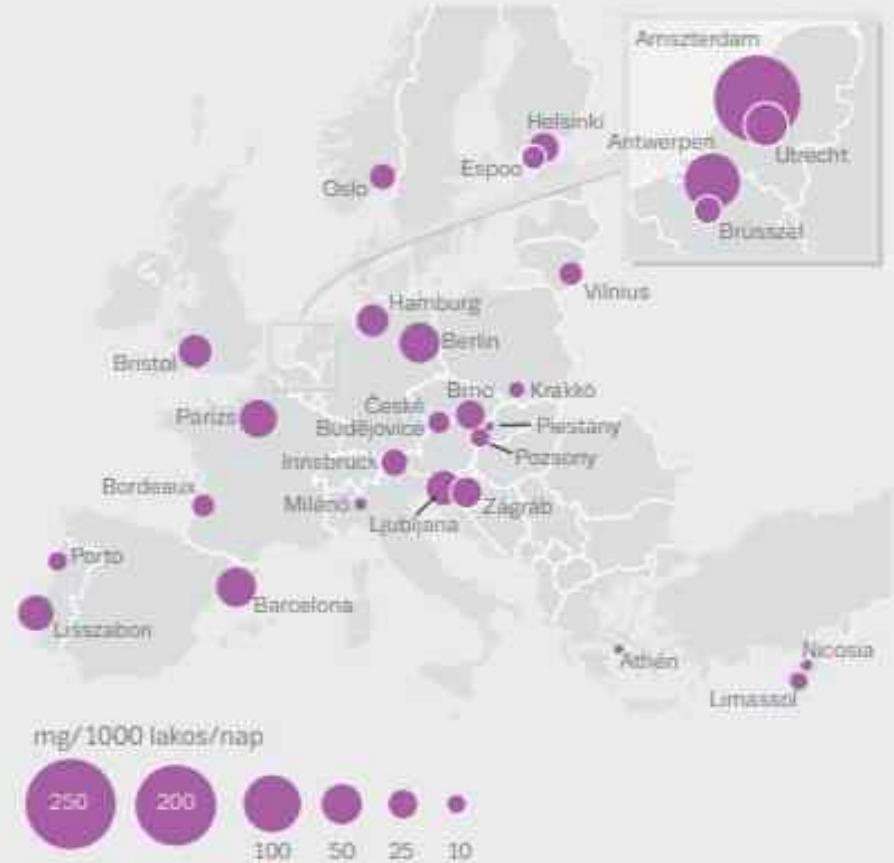 Amszterdam
Utrecht
Antwerpen
Brüsszel
Helsinki
Espoo
Oslo
Vilnius
Hamburg
Berlin
Bristol
Párizs
Brno
Krakkó
České
Budějovice
Piestany
Pozsony
Innsbruck
Bordeaux
Miláno
Ljubljana
Zágráb
Porto
Barcelona
Lisszabon
Athén
Nicosia
Limassol
mg/1000 lakos/nap
250
200
100
50
25
10